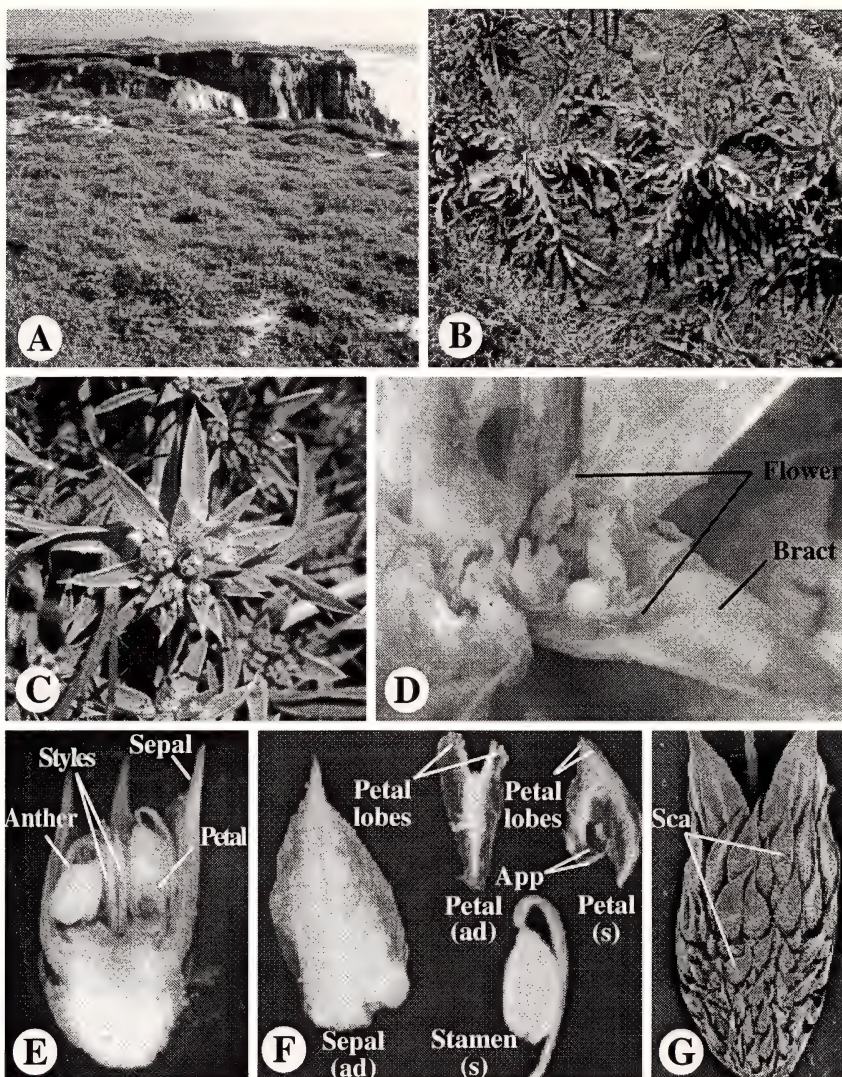 A
B
C
D
Flower
Bract
E
Styles
Sepal
Anther
Petal
F
Petal lobes
Petal lobes
App
Petal (ad)
Petal (s)
Sepal (ad)
Stamen (s)
G
Sca